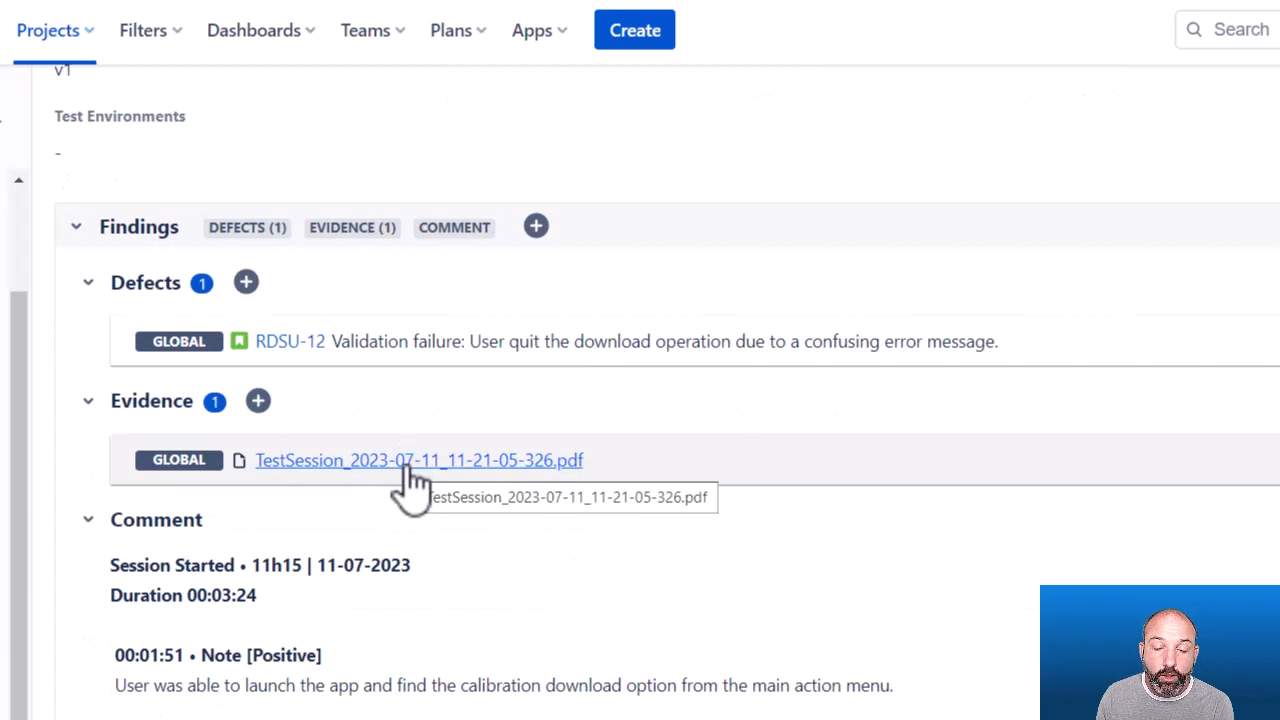 Projects Filters Dashboards Teams Plans Apps Create Search
v1
Test Environments
-
Findings DEFECTS (1) EVIDENCE (1) COMMENT
Defects 1
GLOBAL RDSU-12 Validation failure: User quit the download operation due to a confusing error message.
Evidence 1
GLOBAL TestSession_2023-07-11_11-21-05-326.pdf
estSession_2023-07-11_11-21-05-326.pdf
Comment
Session Started • 11h15 | 11-07-2023
Duration 00:03:24
00:01:51 • Note [Positive]
User was able to launch the app and find the calibration download option from the main action menu.